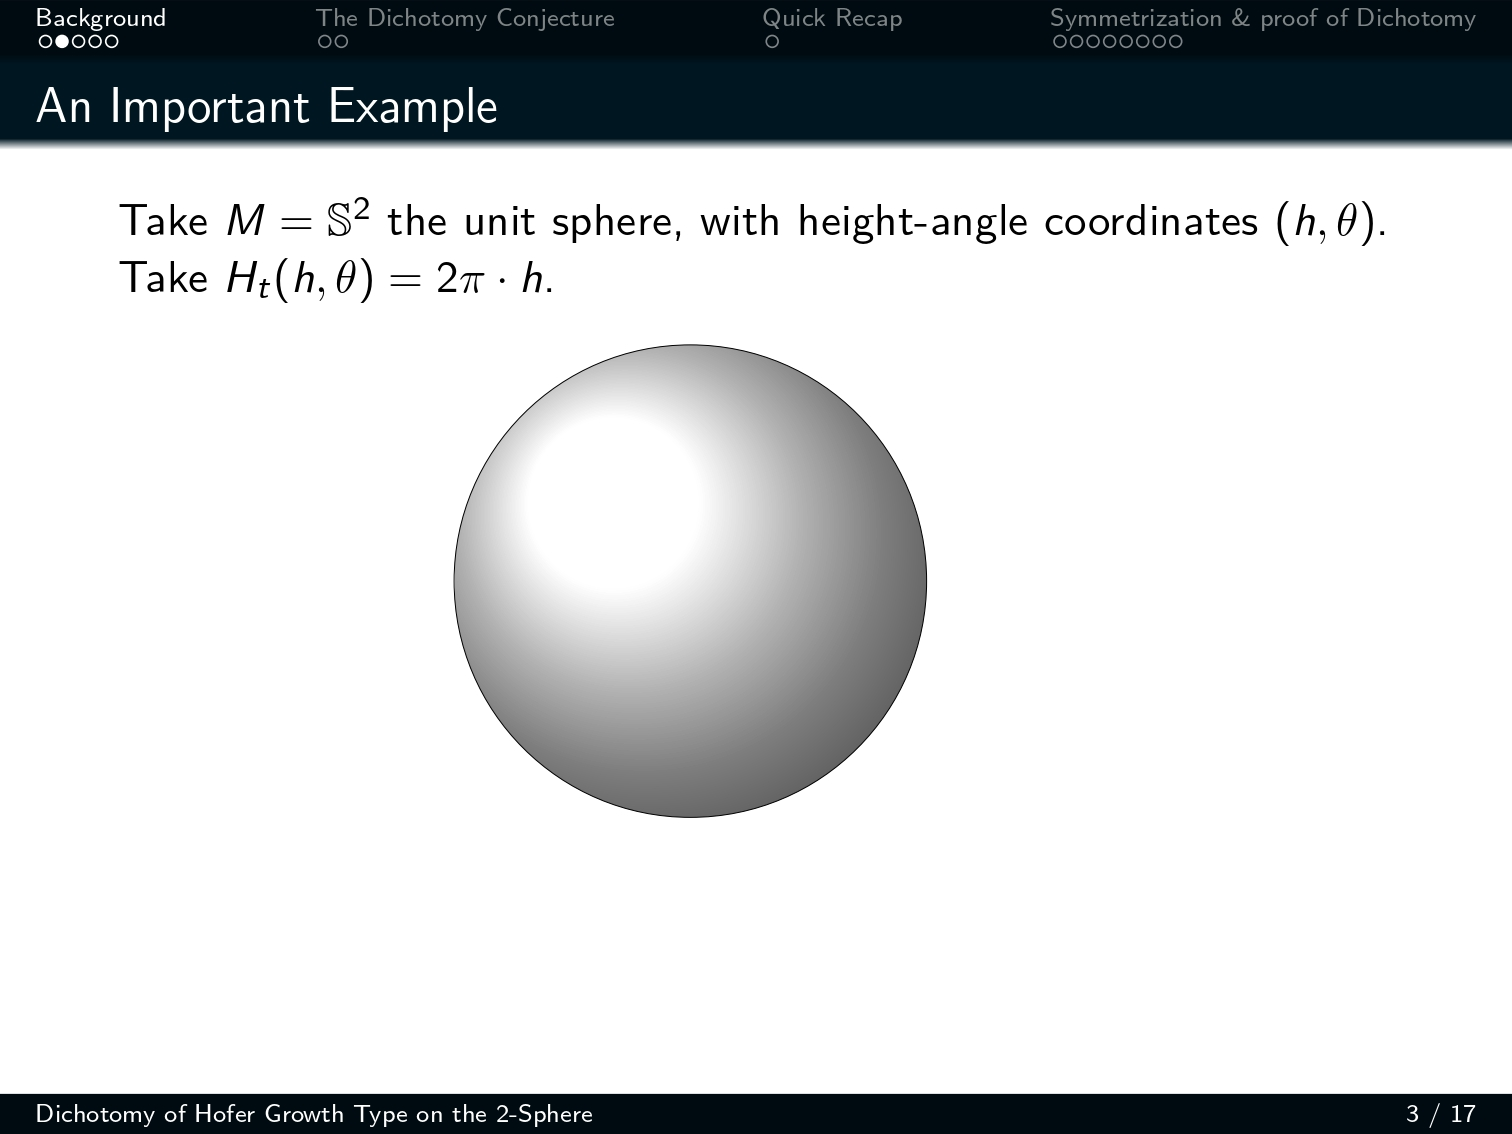 Background
The Dichotomy Conjecture
Quick Recap
Symmetrization & proof of Dichotomy
An Important Example
Take M = 𝕊² the unit sphere, with height-angle coordinates (h, θ).
Take Hₜ(h, θ) = 2π · h.
Dichotomy of Hofer Growth Type on the 2-Sphere
3 / 17